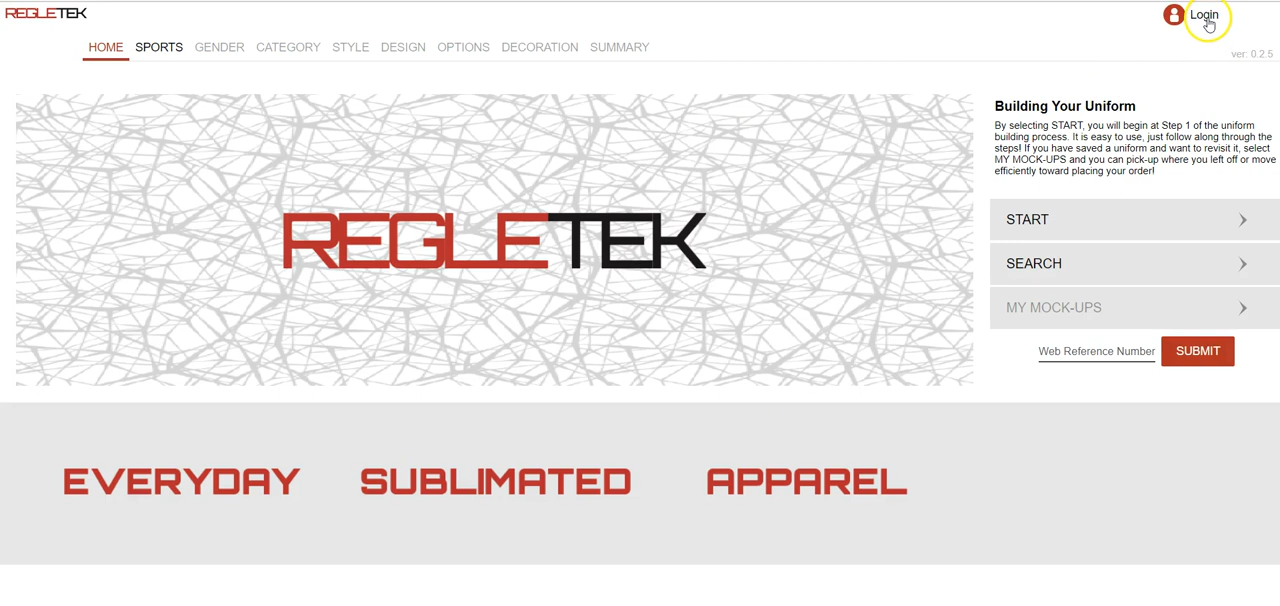 REGLETEK
Login
HOME SPORTS GENDER CATEGORY STYLE DESIGN OPTIONS DECORATION SUMMARY
ver: 0.2.5
REGLETEK
Building Your Uniform
By selecting START, you will begin at Step 1 of the uniform
building process. It is easy to use, just follow along through the
steps! If you have saved a uniform and want to revisit it, select
MY MOCK-UPS and you can pick-up where you left off or move
efficiently toward placing your order!
START
SEARCH
MY MOCK-UPS
Web Reference Number SUBMIT
EVERYDAY SUBLIMATED APPAREL